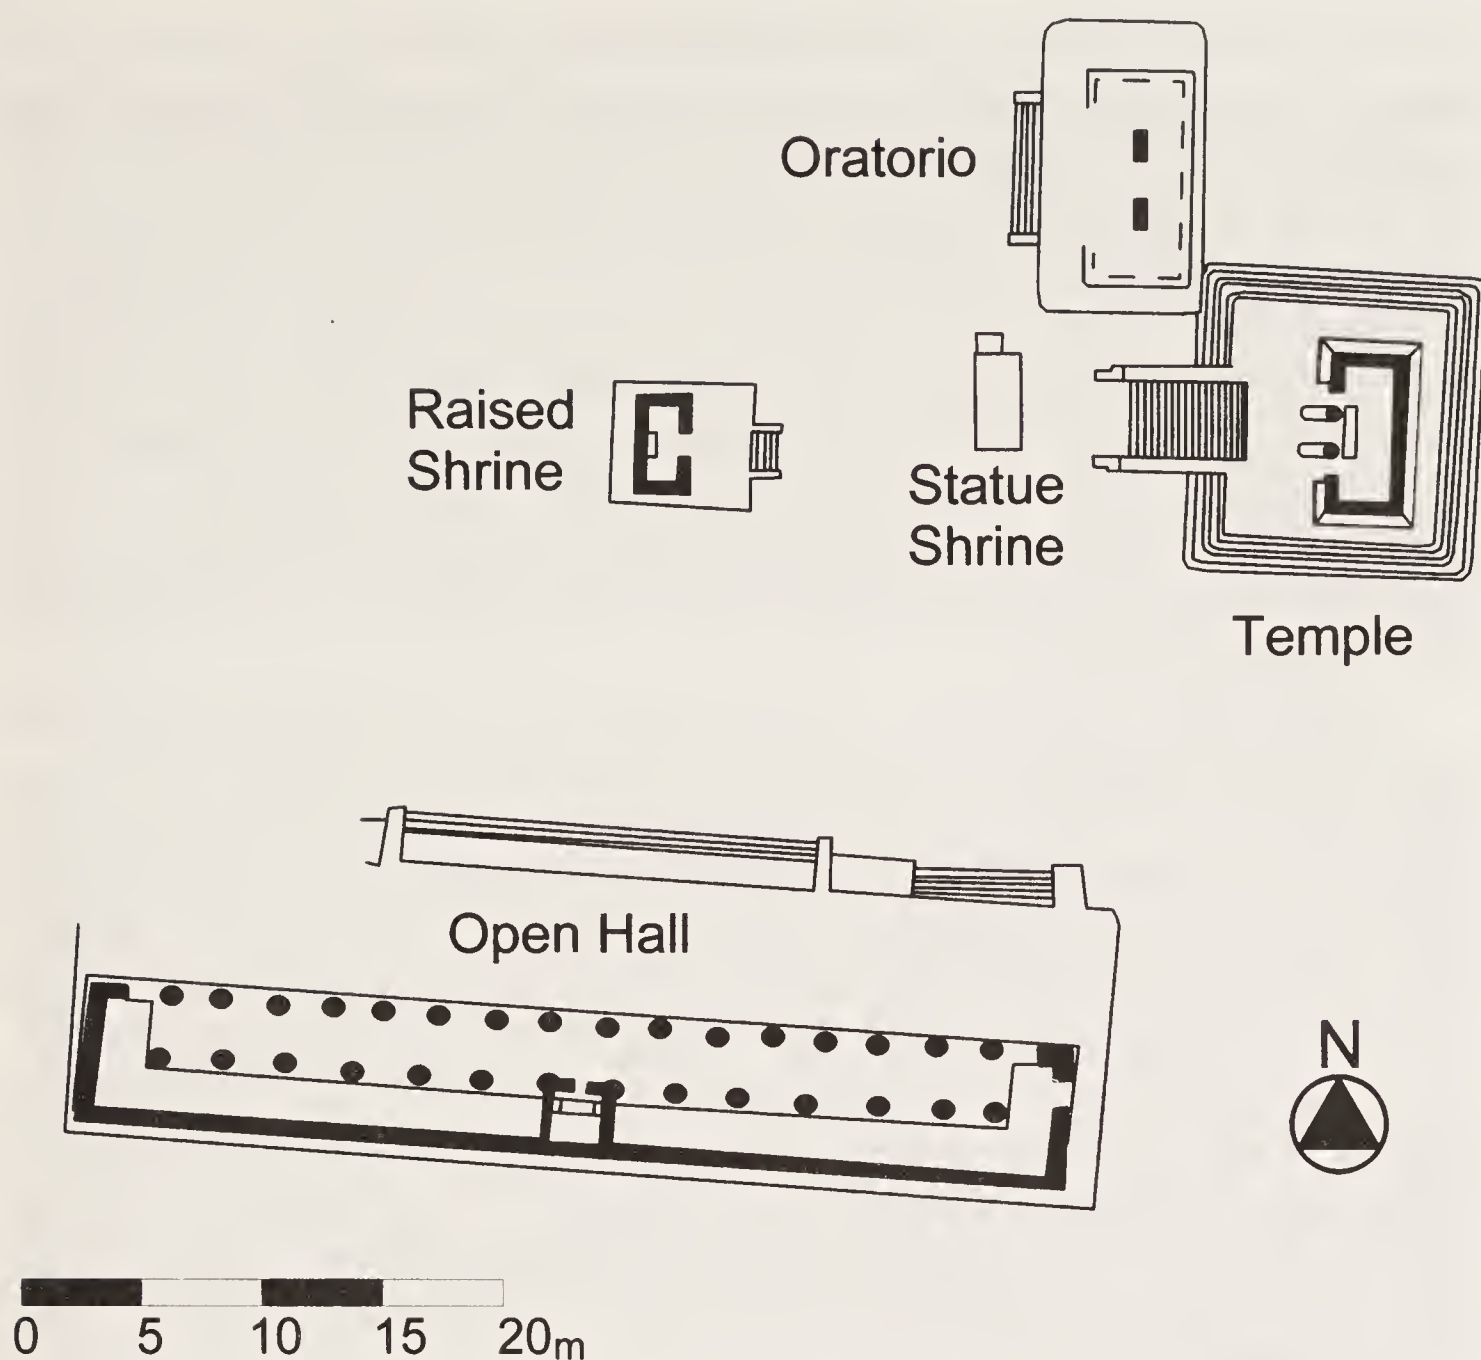 Oratorio
Raised
Shrine
Statue
Shrine
Temple
Open Hall
N
0 5 10 15 20m